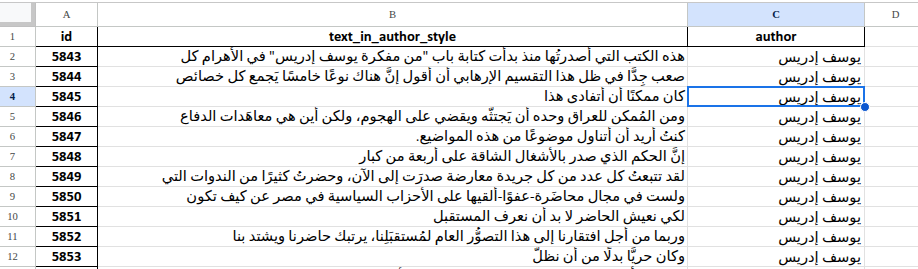 A B C D
1 id text_in_author_style author
2 5843 هذه الكتب التي أصدرتُها منذ بدأت كتابة باب "من مفكرة يوسف إدريس" في الأهرام كل يوسف إدريس
3 5844 صعب جِدًّا في ظل هذا التقسيم الإرهابي أن أقول إنَّ هناك نوعًا خامسًا يَجمع كل خصائص يوسف إدريس
4 5845 كان ممكنًا أن أتفادى هذا يوسف إدريس
5 5846 ومن المُمكن للعراق وحده أن يَجتثَّه ويقضي على الهجوم، ولكن أين هي معاهَدات الدفاع يوسف إدريس
6 5847 كنتُ أريد أن أتناول موضوعًا من هذه المواضيع. يوسف إدريس
7 5848 إنَّ الحكم الذي صدر بالأشغال الشاقة على أربعة من كبار يوسف إدريس
8 5849 لقد تتبعتُ كل عدد من كل جريدة معارضة صدرَت إلى الآن، وحضرتُ كثيرًا من الندوات التي يوسف إدريس
9 5850 ولست في مجال محاضَرة-عفوًا-ألقيها على الأحزاب السياسية في مصر عن كيف تكون يوسف إدريس
10 5851 لكي نعيش الحاضر لا بد أن نعرف المستقبل يوسف إدريس
11 5852 وربما من أجل افتقارنا إلى هذا التصوُّر العام لمُستقبَلِنا، يرتبك حاضرنا ويشتد بنا يوسف إدريس
12 5853 وكان حريًّا بدلًا من أن نظلّ يوسف إدريس